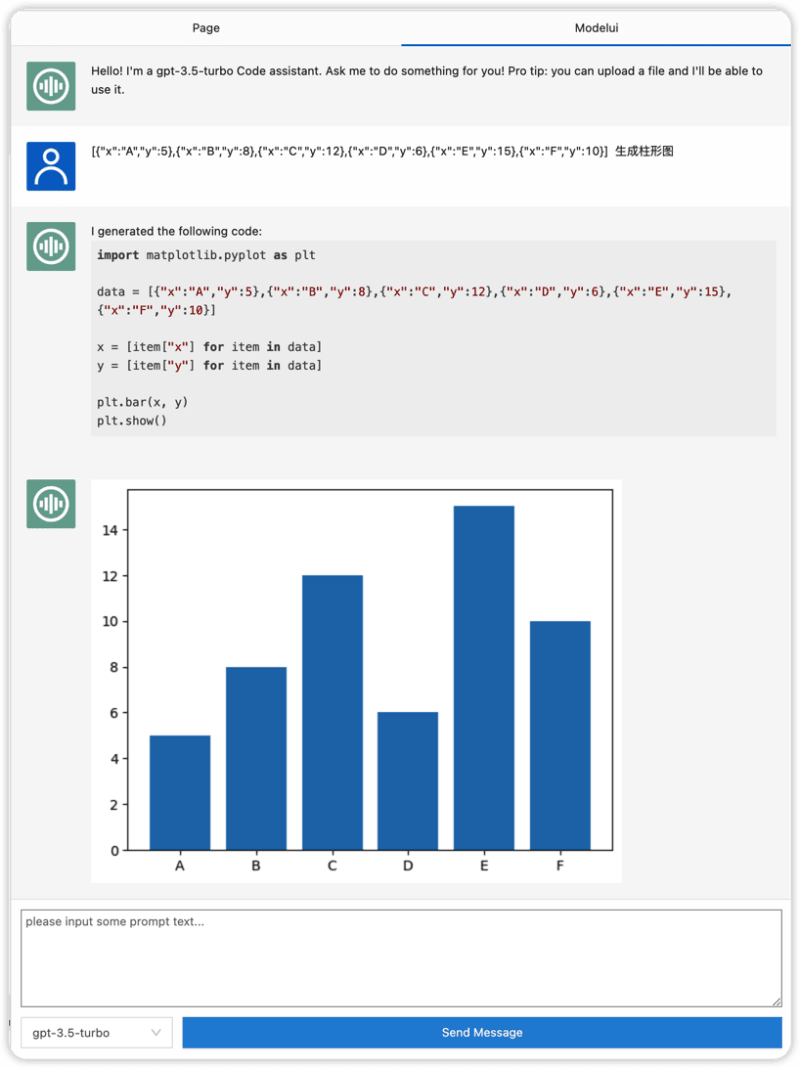 Page
Modelui
Hello! I'm a gpt-3.5-turbo Code assistant. Ask me to do something for you! Pro tip: you can upload a file and I'll be able to
use it.
[{"x":"A","y":5},{"x":"B","y":8},{"x":"C","y":12},{"x":"D","y":6},{"x":"E","y":15},{"x":"F","y":10}] 生成柱形图
I generated the following code:
import matplotlib.pyplot as plt
data = [{"x":"A","y":5},{"x":"B","y":8},{"x":"C","y":12},{"x":"D","y":6},{"x":"E","y":15},
{"x":"F","y":10}]
x = [item["x"] for item in data]
y = [item["y"] for item in data]
plt.bar(x, y)
plt.show()
14
12
10
8
6
4
2
0
A B C D E F
please input some prompt text...
gpt-3.5-turbo
Send Message